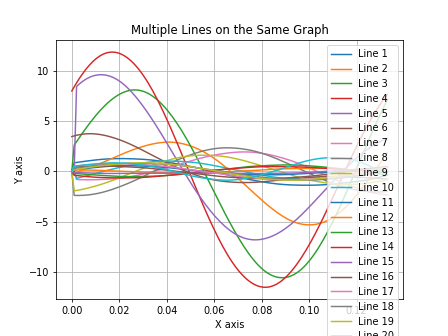 Multiple Lines on the Same Graph
Y axis
10
5
0
−5
−10
0.00
0.02
0.04
0.06
0.08
0.10
X axis
Line 1
Line 2
Line 3
Line 4
Line 5
Line 6
Line 7
Line 8
Line 9
Line 10
Line 11
Line 12
Line 13
Line 14
Line 15
Line 16
Line 17
Line 18
Line 19
Line 20